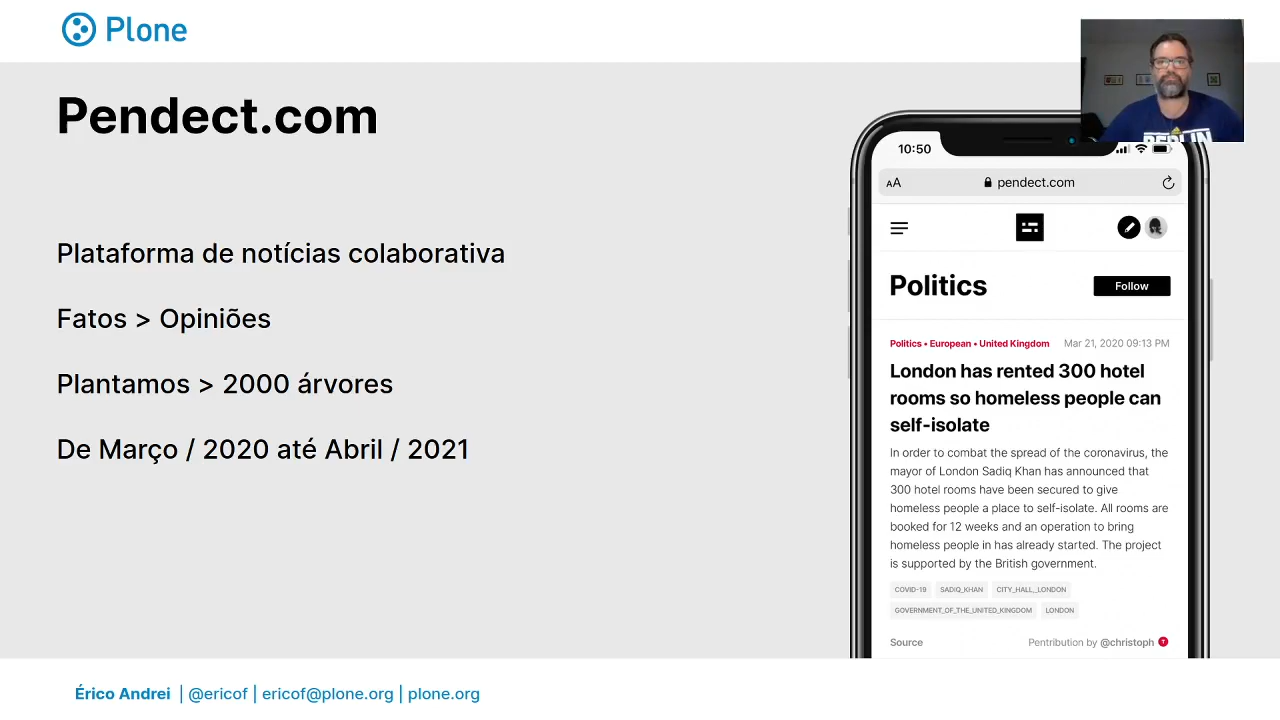 Plone
Pendect.com
Plataforma de notícias colaborativa
Fatos > Opiniões
Plantamos > 2000 árvores
De Março / 2020 até Abril / 2021
BERLIN
10:50
AA
pendect.com
Politics
Follow
Politics • European • United Kingdom Mar 21, 2020 09:13 PM
London has rented 300 hotel
rooms so homeless people can
self-isolate
In order to combat the spread of the coronavirus, the
mayor of London Sadiq Khan has announced that
300 hotel rooms have been secured to give
homeless people a place to self-isolate. All rooms are
booked for 12 weeks and an operation to bring
homeless people in has already started. The project
is supported by the British government.
COVID-19 SADIQ_KHAN CITY_HALL,_LONDON
GOVERNMENT_OF_THE_UNITED_KINGDOM LONDON
Source Pentribution by @christoph
Érico Andrei | @ericof | ericof@plone.org | plone.org